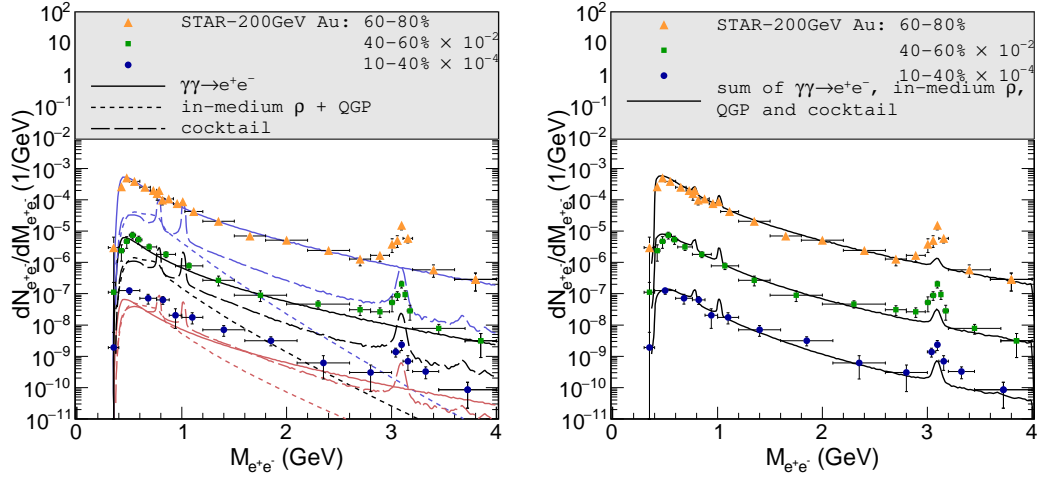 STAR-200GeV Au: 60-80%
40-60% × 10⁻²
10-40% × 10⁻⁴
γγ→e⁺e⁻
in-medium ρ + QGP
cocktail
dN_{e⁺e⁻}/dM_{e⁺e⁻} (1/GeV)
10²
10
1
10⁻¹
10⁻²
10⁻³
10⁻⁴
10⁻⁵
10⁻⁶
10⁻⁷
10⁻⁸
10⁻⁹
10⁻¹⁰
10⁻¹¹
0 1 2 3 4
M_{e⁺e⁻} (GeV)
STAR-200GeV Au: 60-80%
40-60% × 10⁻²
10-40% × 10⁻⁴
sum of γγ→e⁺e⁻, in-medium ρ,
QGP and cocktail
dN_{e⁺e⁻}/dM_{e⁺e⁻} (1/GeV)
10²
10
1
10⁻¹
10⁻²
10⁻³
10⁻⁴
10⁻⁵
10⁻⁶
10⁻⁷
10⁻⁸
10⁻⁹
10⁻¹⁰
10⁻¹¹
0 1 2 3 4
M_{e⁺e⁻} (GeV)